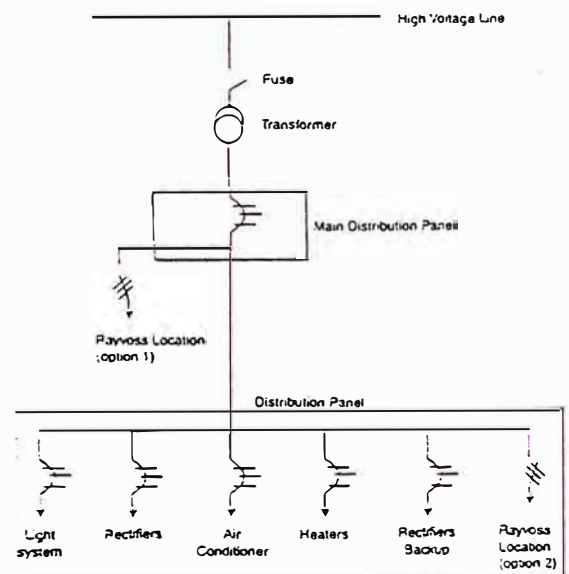 High Voltage Line
Fuse
Transformer
Main Distribution Panel
Rayvoss Location
(option 1)
Distribution Panel
Light
system
Rectifiers
Air
Conditioner
Heaters
Rectifiers
Backup
Rayvoss
Location
(option 2)